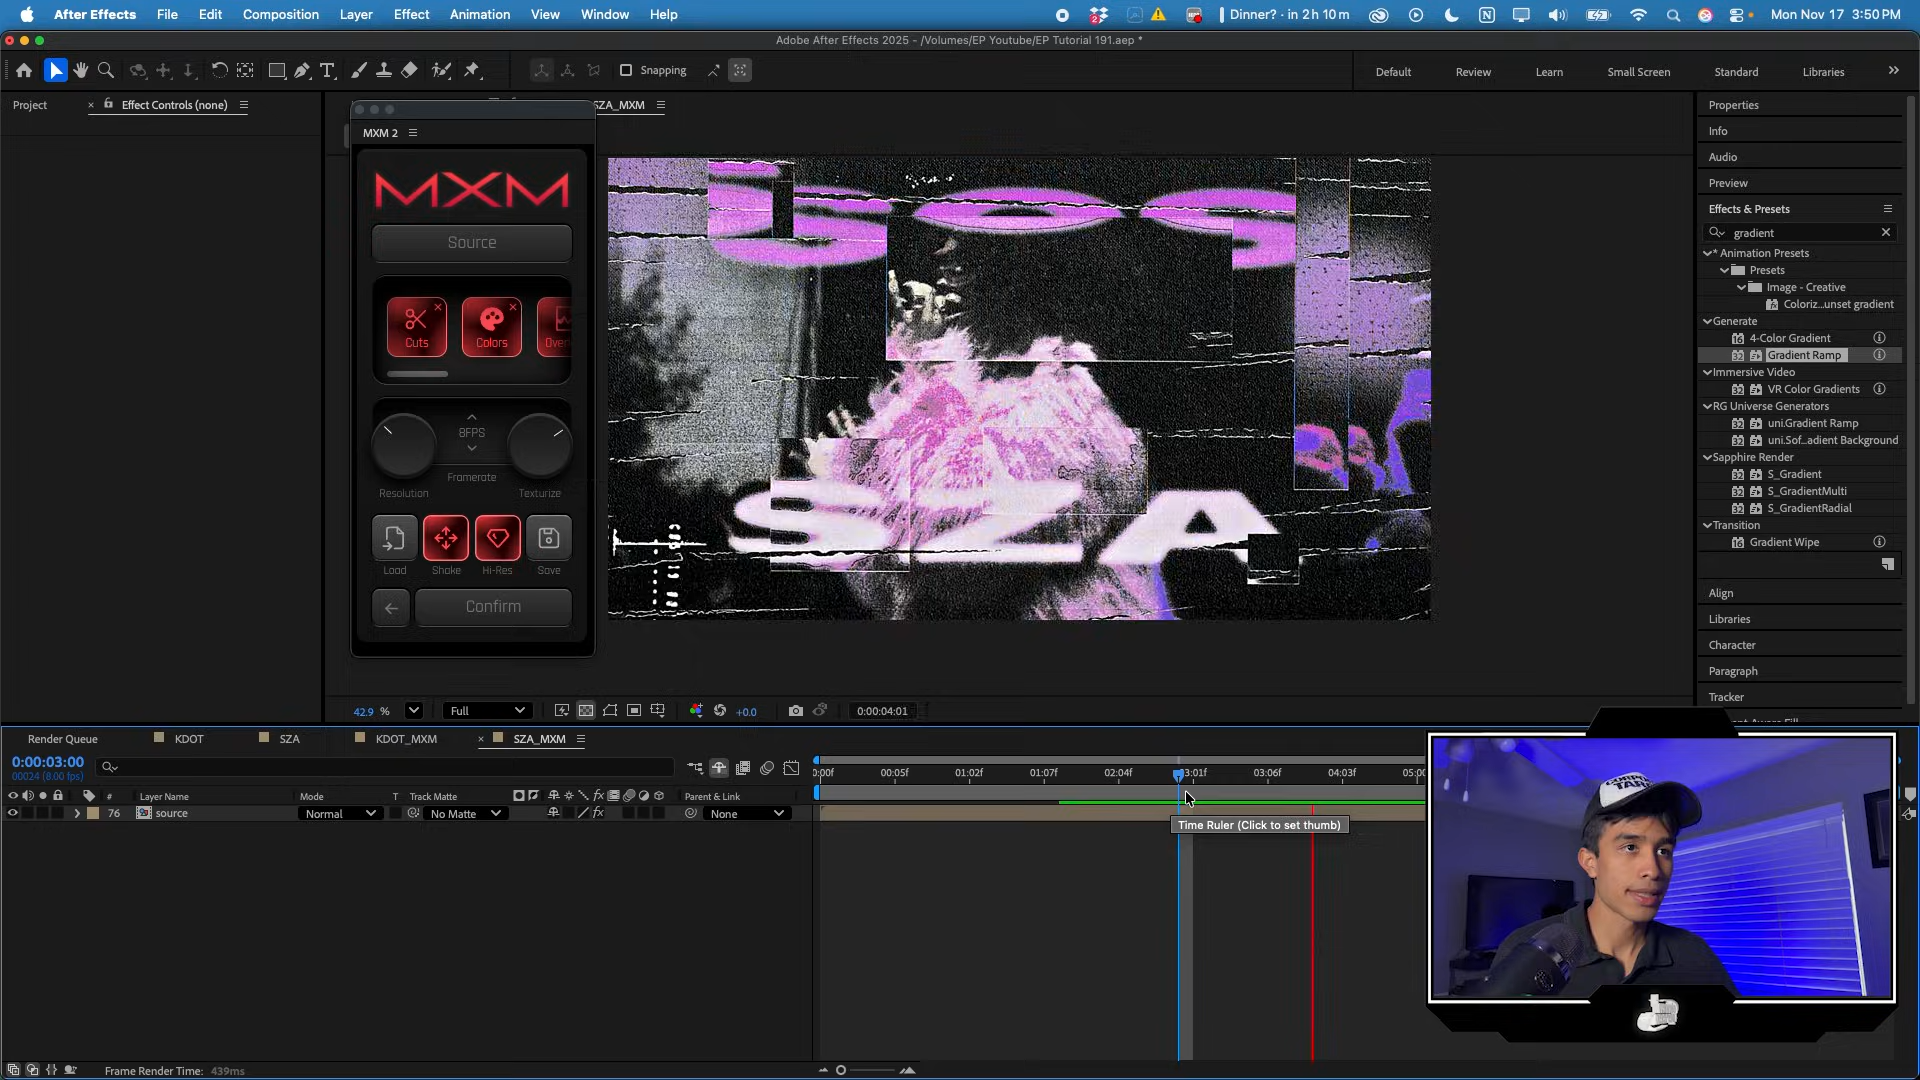 After Effects File Edit Composition Layer Effect Animation View Window Help
Dinner? · in 2 h 10 m
Mon Nov 17 3:50 PM
Adobe After Effects 2025 - /Volumes/EP Youtube/EP Tutorial 191.aep *
Snapping
Default Review Learn Small Screen Standard Libraries
Project
Effect Controls (none)
SZA_MXM
MXM 2
MXM
Source
Cuts
Colors
8FPS
Framerate
Resolution
Texturize
Load
Shake
Hi-Res
Save
Confirm
SZA
Properties
Info
Audio
Preview
Effects & Presets
gradient
* Animation Presets
Presets
Image - Creative
Coloriz...unset gradient
Generate
4-Color Gradient
Gradient Ramp
Immersive Video
VR Color Gradients
RG Universe Generators
uni.Gradient Ramp
uni.Sof...adient Background
Sapphire Render
S_Gradient
S_GradientMulti
S_GradientRadial
Transition
Gradient Wipe
Align
Libraries
Character
Paragraph
Tracker
42.9 %
Full
+0.0
0:00:04:01
Render Queue
KDOT
SZA
KDOT_MXM
SZA_MXM
0:00:03:00
00024 (8.00 fps)
0:00f 00:05f 01:02f 01:07f 02:04f 03:01f 03:06f 04:03f 05:0
# Layer Name Mode T Track Matte Parent & Link
76 source Normal No Matte None
Time Ruler (Click to set thumb)
Frame Render Time: 439ms